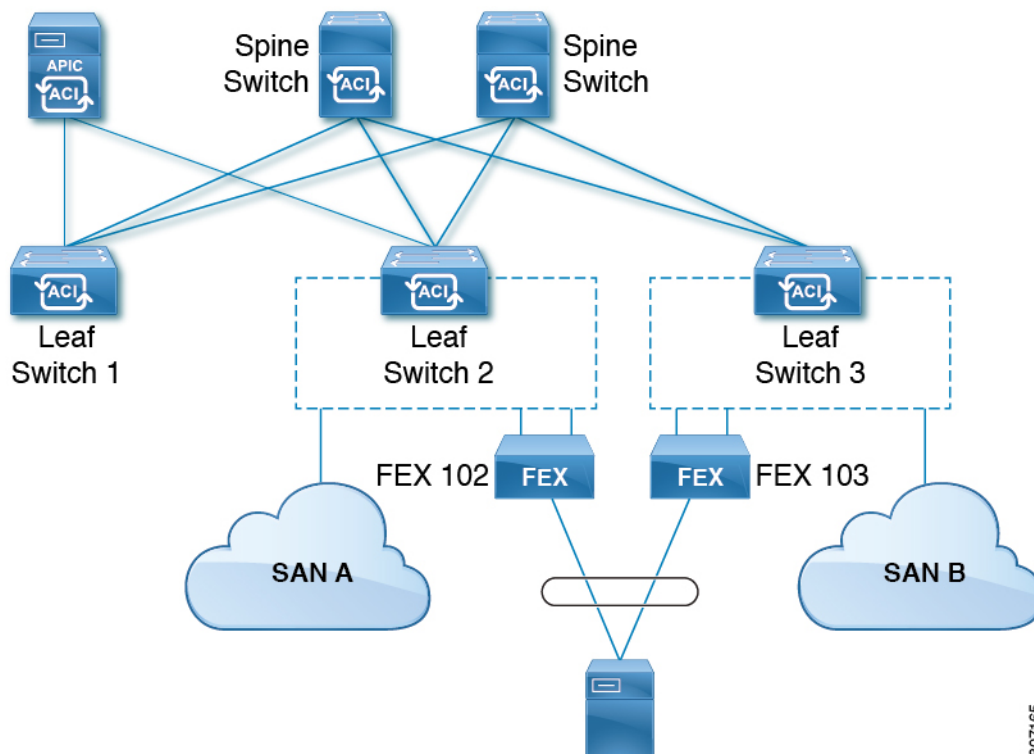 Spine
Switch
Spine
Switch
APIC
ACI
ACI
ACI
ACI
ACI
ACI
Leaf
Switch 1
Leaf
Switch 2
Leaf
Switch 3
FEX 102
FEX
FEX
FEX 103
SAN A
SAN B